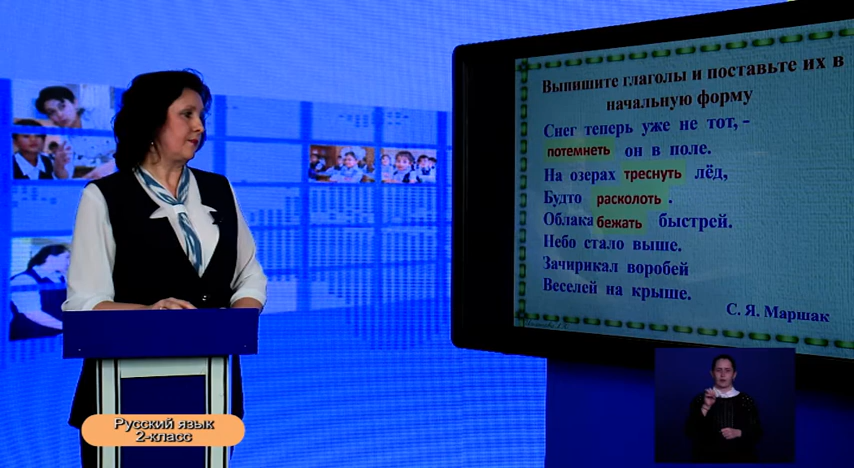 Выпишите глаголы и поставьте их в
начальную форму
Снег теперь уже не тот, -
потемнеть он в поле.
На озерах треснуть лёд,
Будто расколоть .
Облака бежать быстрей.
Небо стало выше.
Зачирикал воробей
Веселей на крыше.
С. Я. Маршак
Русский язык
2-класс